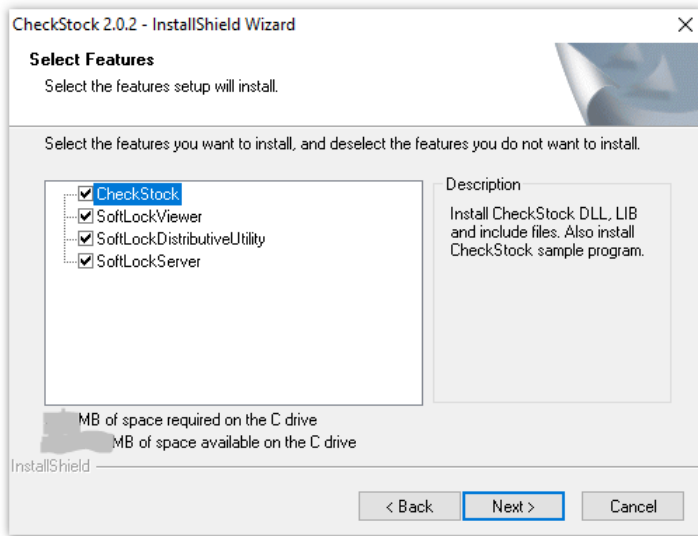 CheckStock 2.0.2 - InstallShield Wizard
Select Features
Select the features setup will install.
Select the features you want to install, and deselect the features you do not want to install.
CheckStock
SoftLockViewer
SoftLockDistributiveUtility
SoftLockServer
Description
Install CheckStock DLL, LIB
and include files. Also install
CheckStock sample program.
MB of space required on the C drive
MB of space available on the C drive
InstallShield
< Back
Next >
Cancel